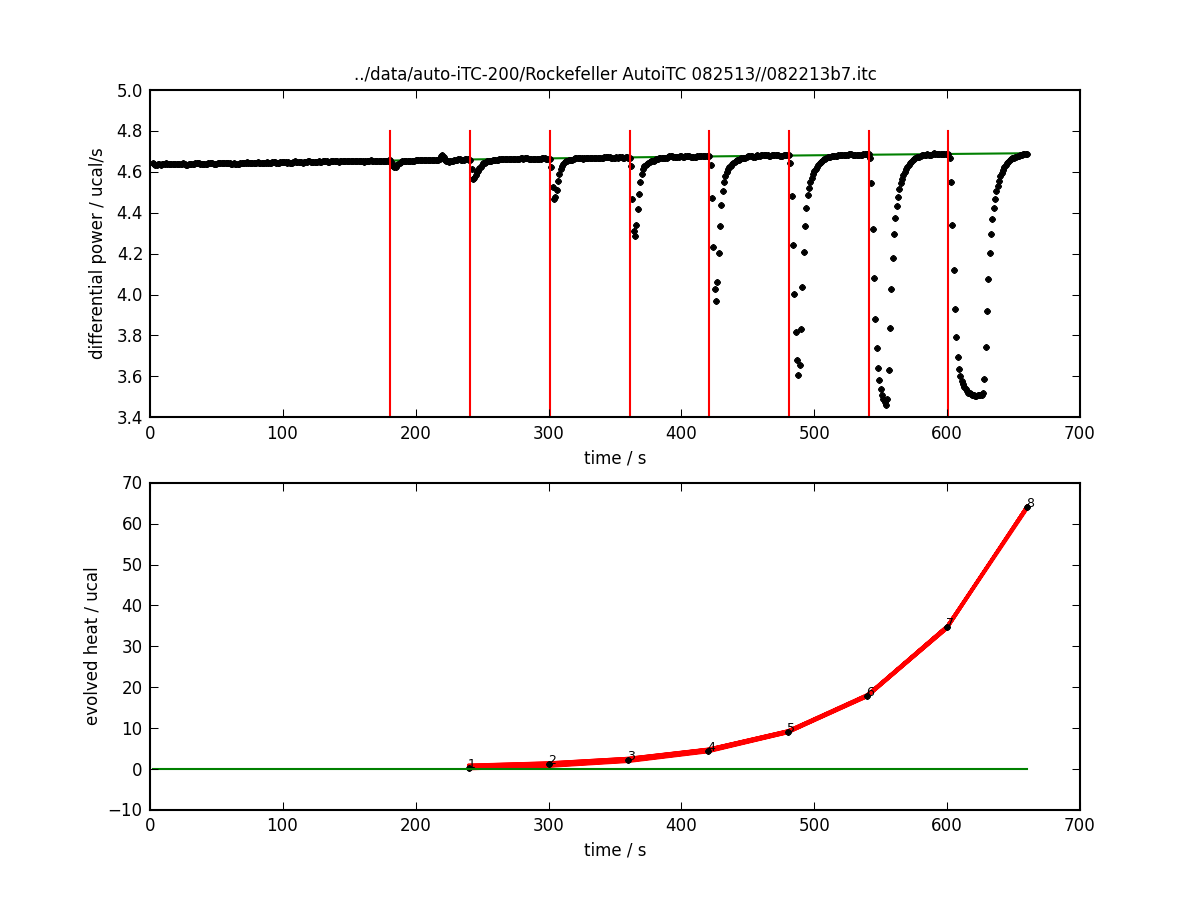 ../data/auto-iTC-200/Rockefeller AutoiTC 082513//082213b7.itc
5.0
4.8
4.6
4.4
4.2
4.0
3.8
3.6
3.4
differential power / ucal/s
0 100 200 300 400 500 600 700
time / s
70
60
50
40
30
20
10
0
−10
evolved heat / ucal
1 2 3 4 5 6 7 8
0 100 200 300 400 500 600 700
time / s